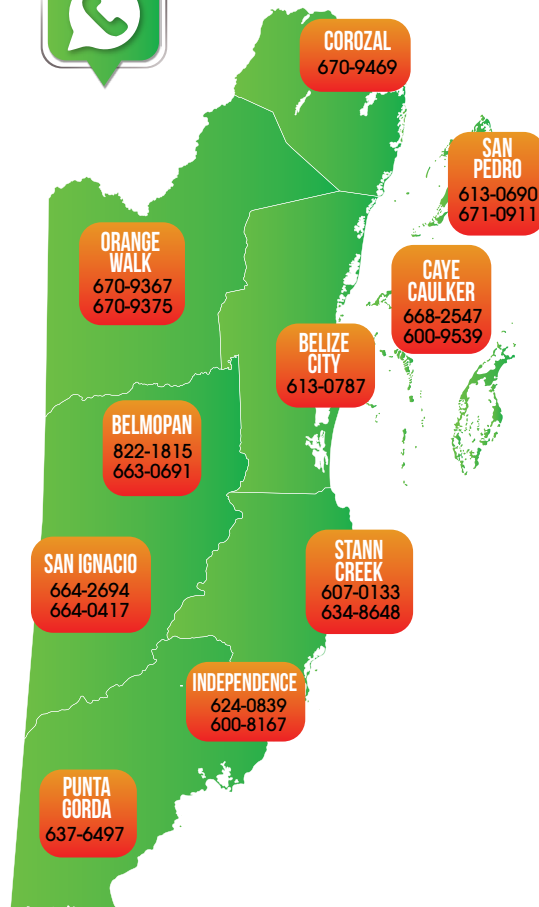 COROZAL
670-9469
SAN
PEDRO
613-0690
671-0911
ORANGE
WALK
670-9367
670-9375
CAYE
CAULKER
668-2547
600-9539
BELIZE
CITY
613-0787
BELMOPAN
822-1815
663-0691
SAN IGNACIO
664-2694
664-0417
STANN
CREEK
607-0133
634-8648
INDEPENDENCE
624-0839
600-8167
PUNTA
GORDA
637-6497